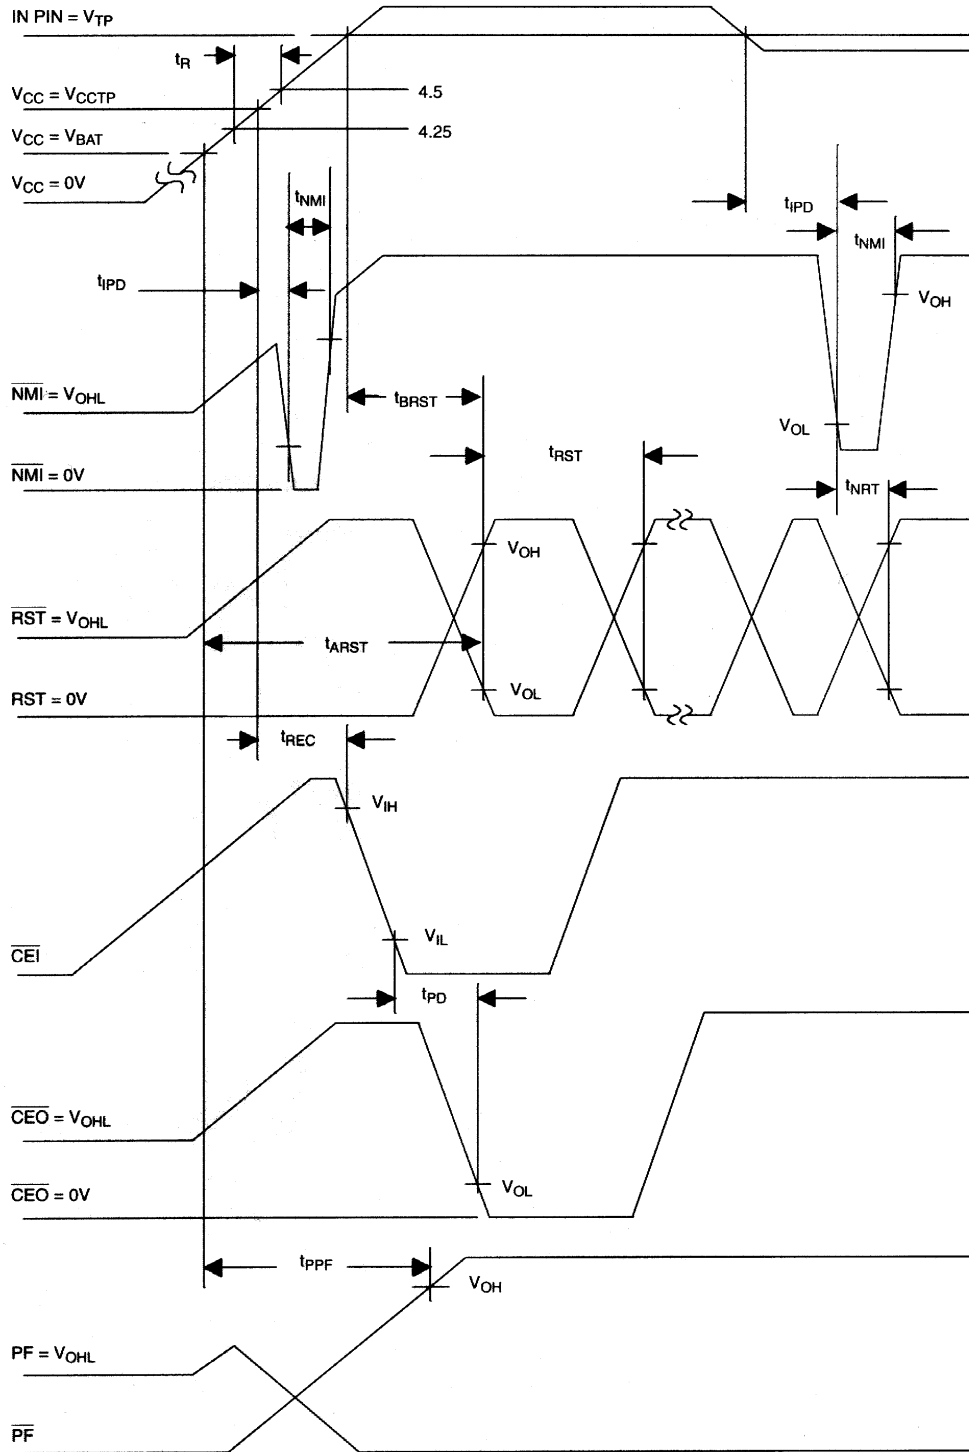 IN PIN = VTP
tR
VCC = VCCTP
4.5
VCC = VBAT
4.25
VCC = 0V
tNMI
tIPD
tNMI
tIPD
VOH
NMI = VOHL
tBRST
VOL
tRST
NMI = 0V
tNRT
VOH
RST = VOHL
tARST
VOL
RST = 0V
tREC
VIH
VIL
CEI
tPD
CEO = VOHL
VOL
CEO = 0V
tPPF
VOH
PF = VOHL
PF